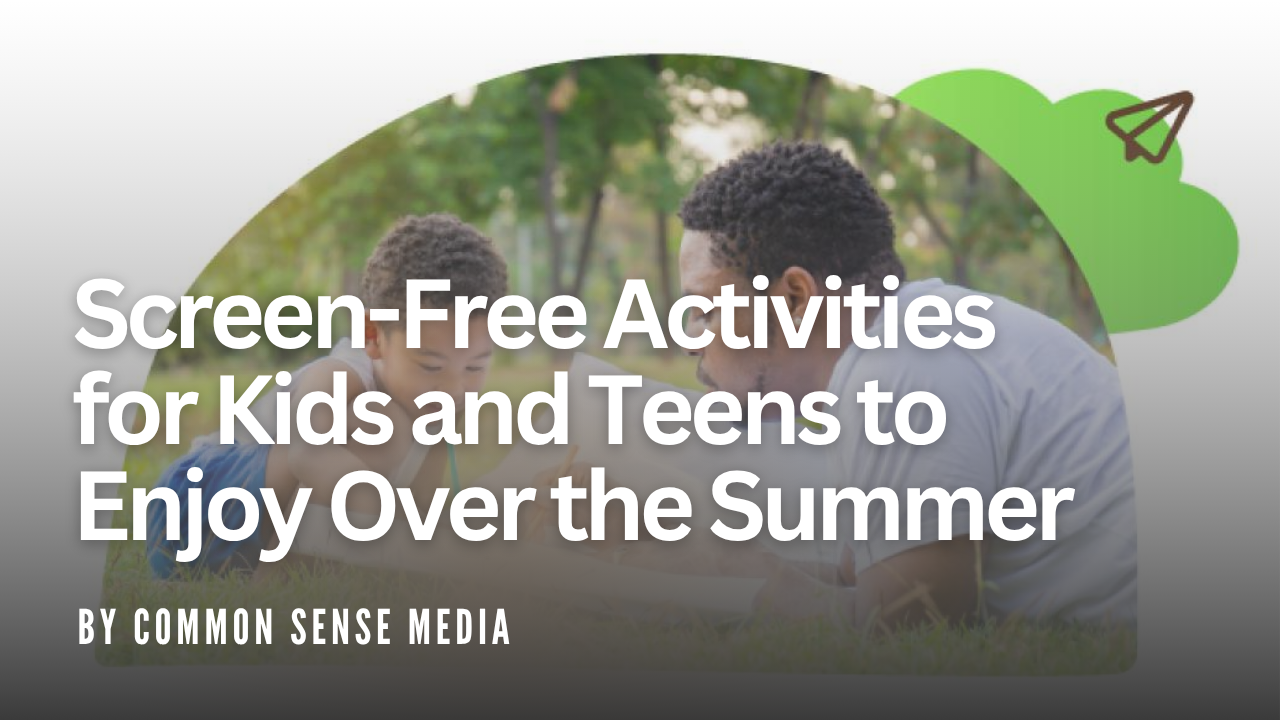 Screen-Free Activities
for Kids and Teens to
Enjoy Over the Summer
BY COMMON SENSE MEDIA